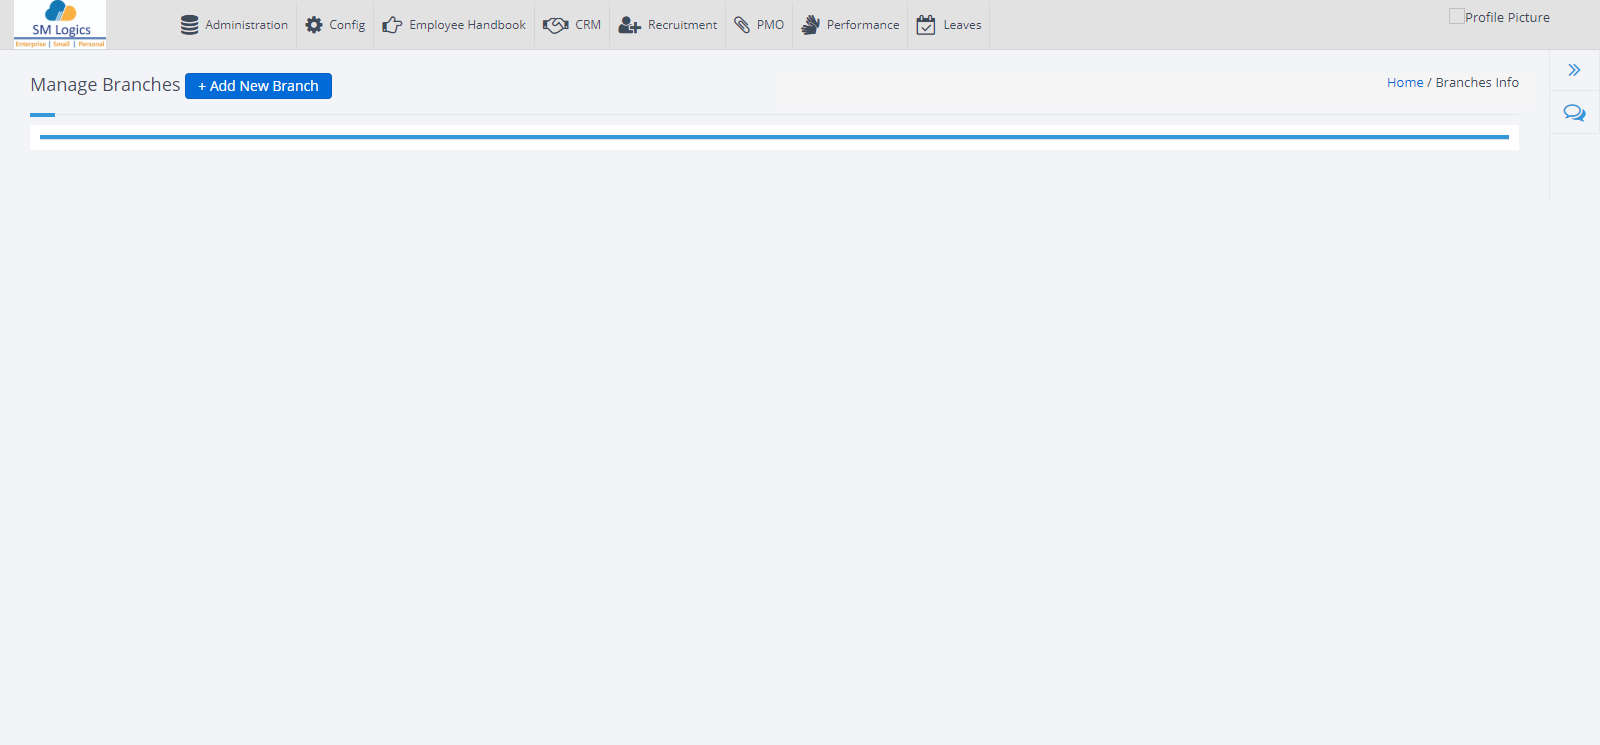 SM Logics
Enterprise | Small | Personal
Administration
Config
Employee Handbook
CRM
Recruitment
PMO
Performance
Leaves
Profile Picture
Manage Branches
+ Add New Branch
Home / Branches Info